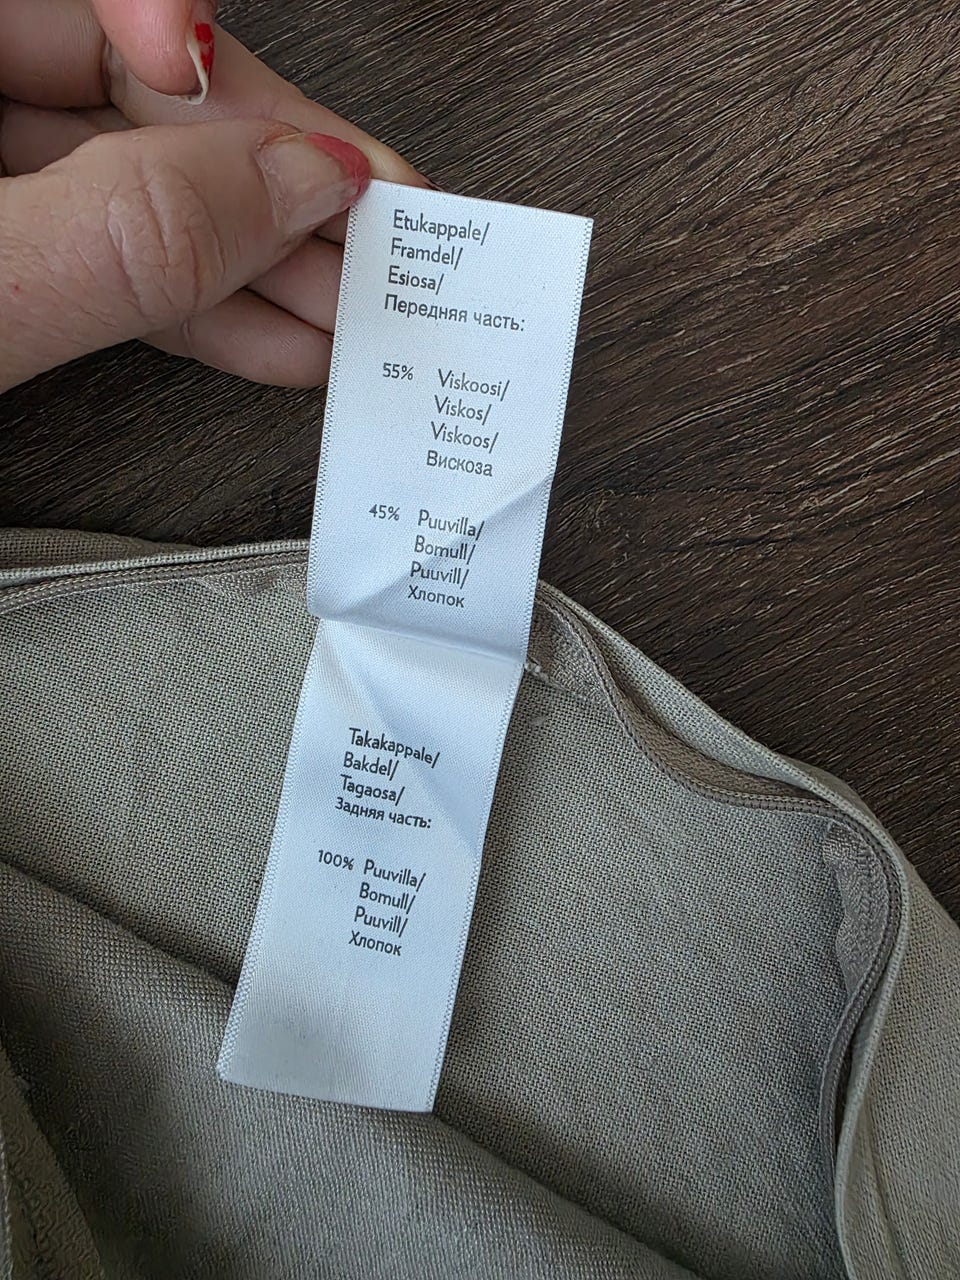 Etukappale/
Framdel/
Esiosa/
Передняя часть:
55% Viskoosi/
Viskos/
Viskoos/
Вискоза
45% Puuvilla/
Bomull/
Puuvill/
Хлопок
Takakappale/
Bakdel/
Tagaosa/
Задняя часть:
100% Puuvilla/
Bomull/
Puuvill/
Хлопок